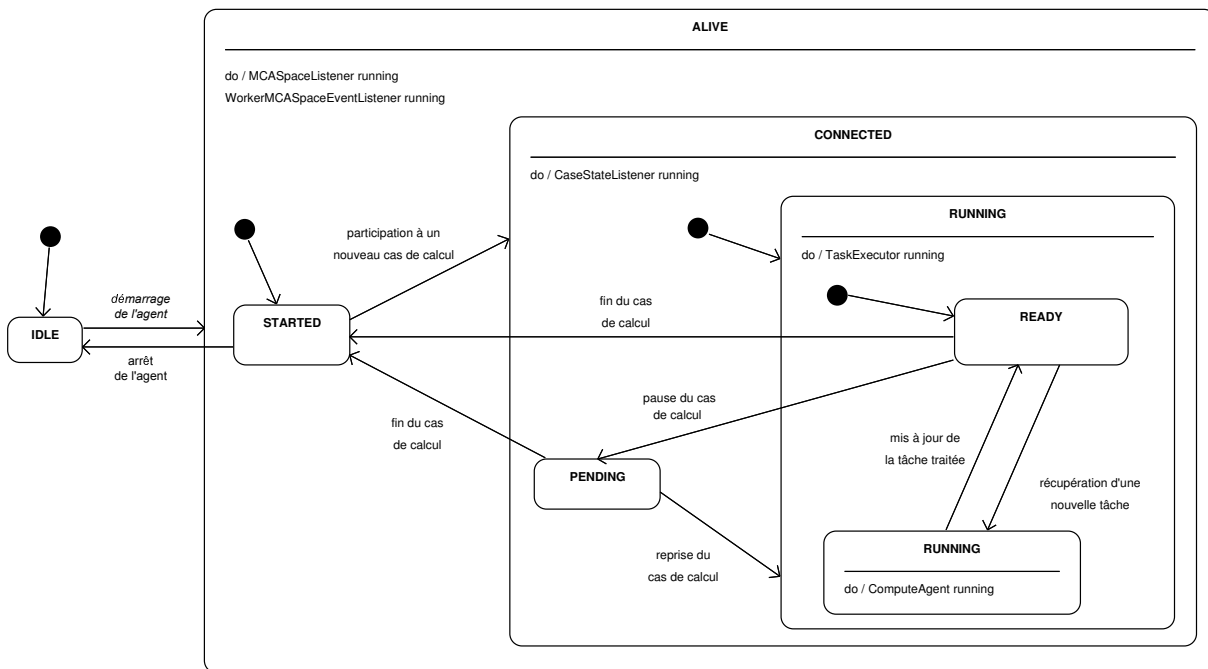 ALIVE
do / MCASpaceListener running
WorkerMCASpaceEventListener running
CONNECTED
do / CaseStateListener running
RUNNING
do / TaskExecutor running
participation à un
nouveau cas de calcul
démarrage
de l'agent
IDLE
arrêt
de l'agent
STARTED
fin du cas
de calcul
READY
pause du cas
de calcul
fin du cas
de calcul
mis à jour de
la tâche traitée
PENDING
récupération d'une
nouvelle tâche
reprise du
cas de calcul
RUNNING
do / ComputeAgent running